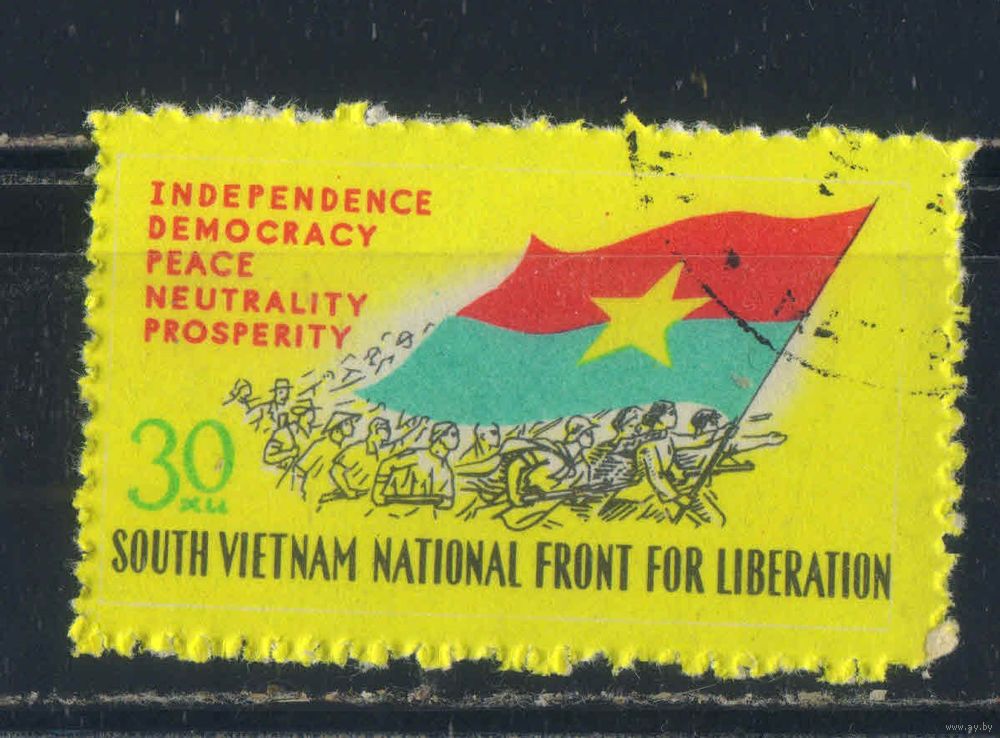 INDEPENDENCE
DEMOCRACY
PEACE
NEUTRALITY
PROSPERITY
30
xu
SOUTH VIETNAM NATIONAL FRONT FOR LIBERATION
www.ay.by